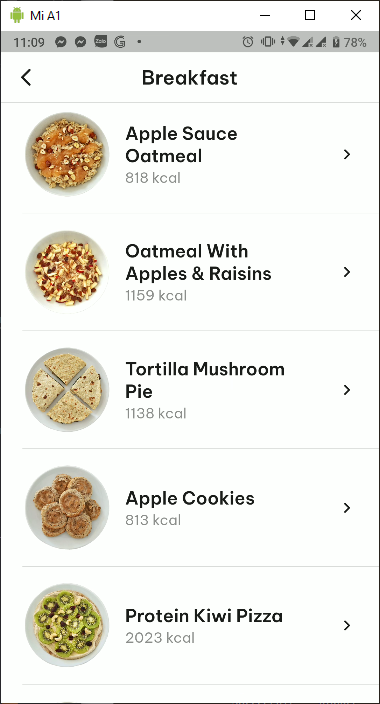 Mi A1
11:09 Zalo G 78%
Breakfast
Apple Sauce
Oatmeal
818 kcal
Oatmeal With
Apples & Raisins
1159 kcal
Tortilla Mushroom
Pie
1138 kcal
Apple Cookies
813 kcal
Protein Kiwi Pizza
2023 kcal